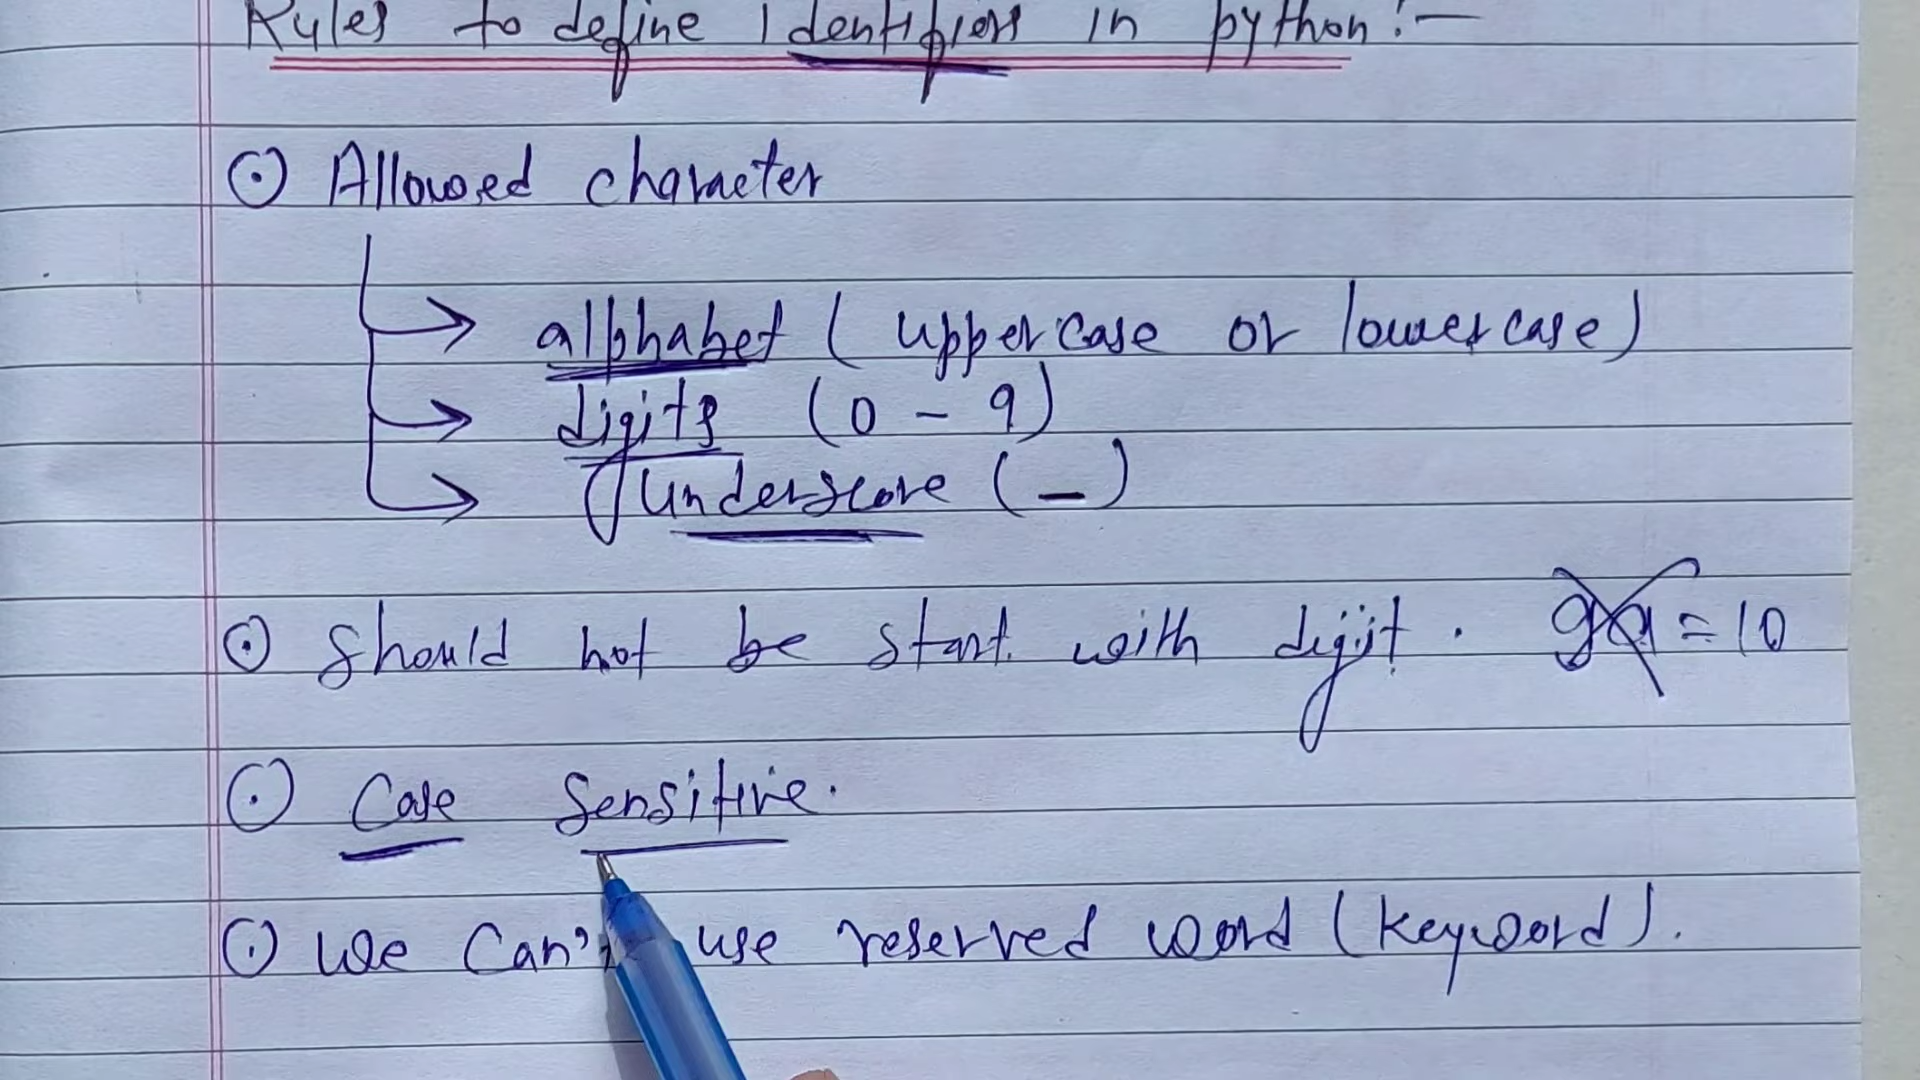 Rules to define Identifiers in python:-
Allowed character
alphabet ( uppercase or lowercase)
digits (0 - 9)
underscore ( _ )
should not be start with digit. = 10
Case Sensitive.
We Can't use reserved word (keyword).